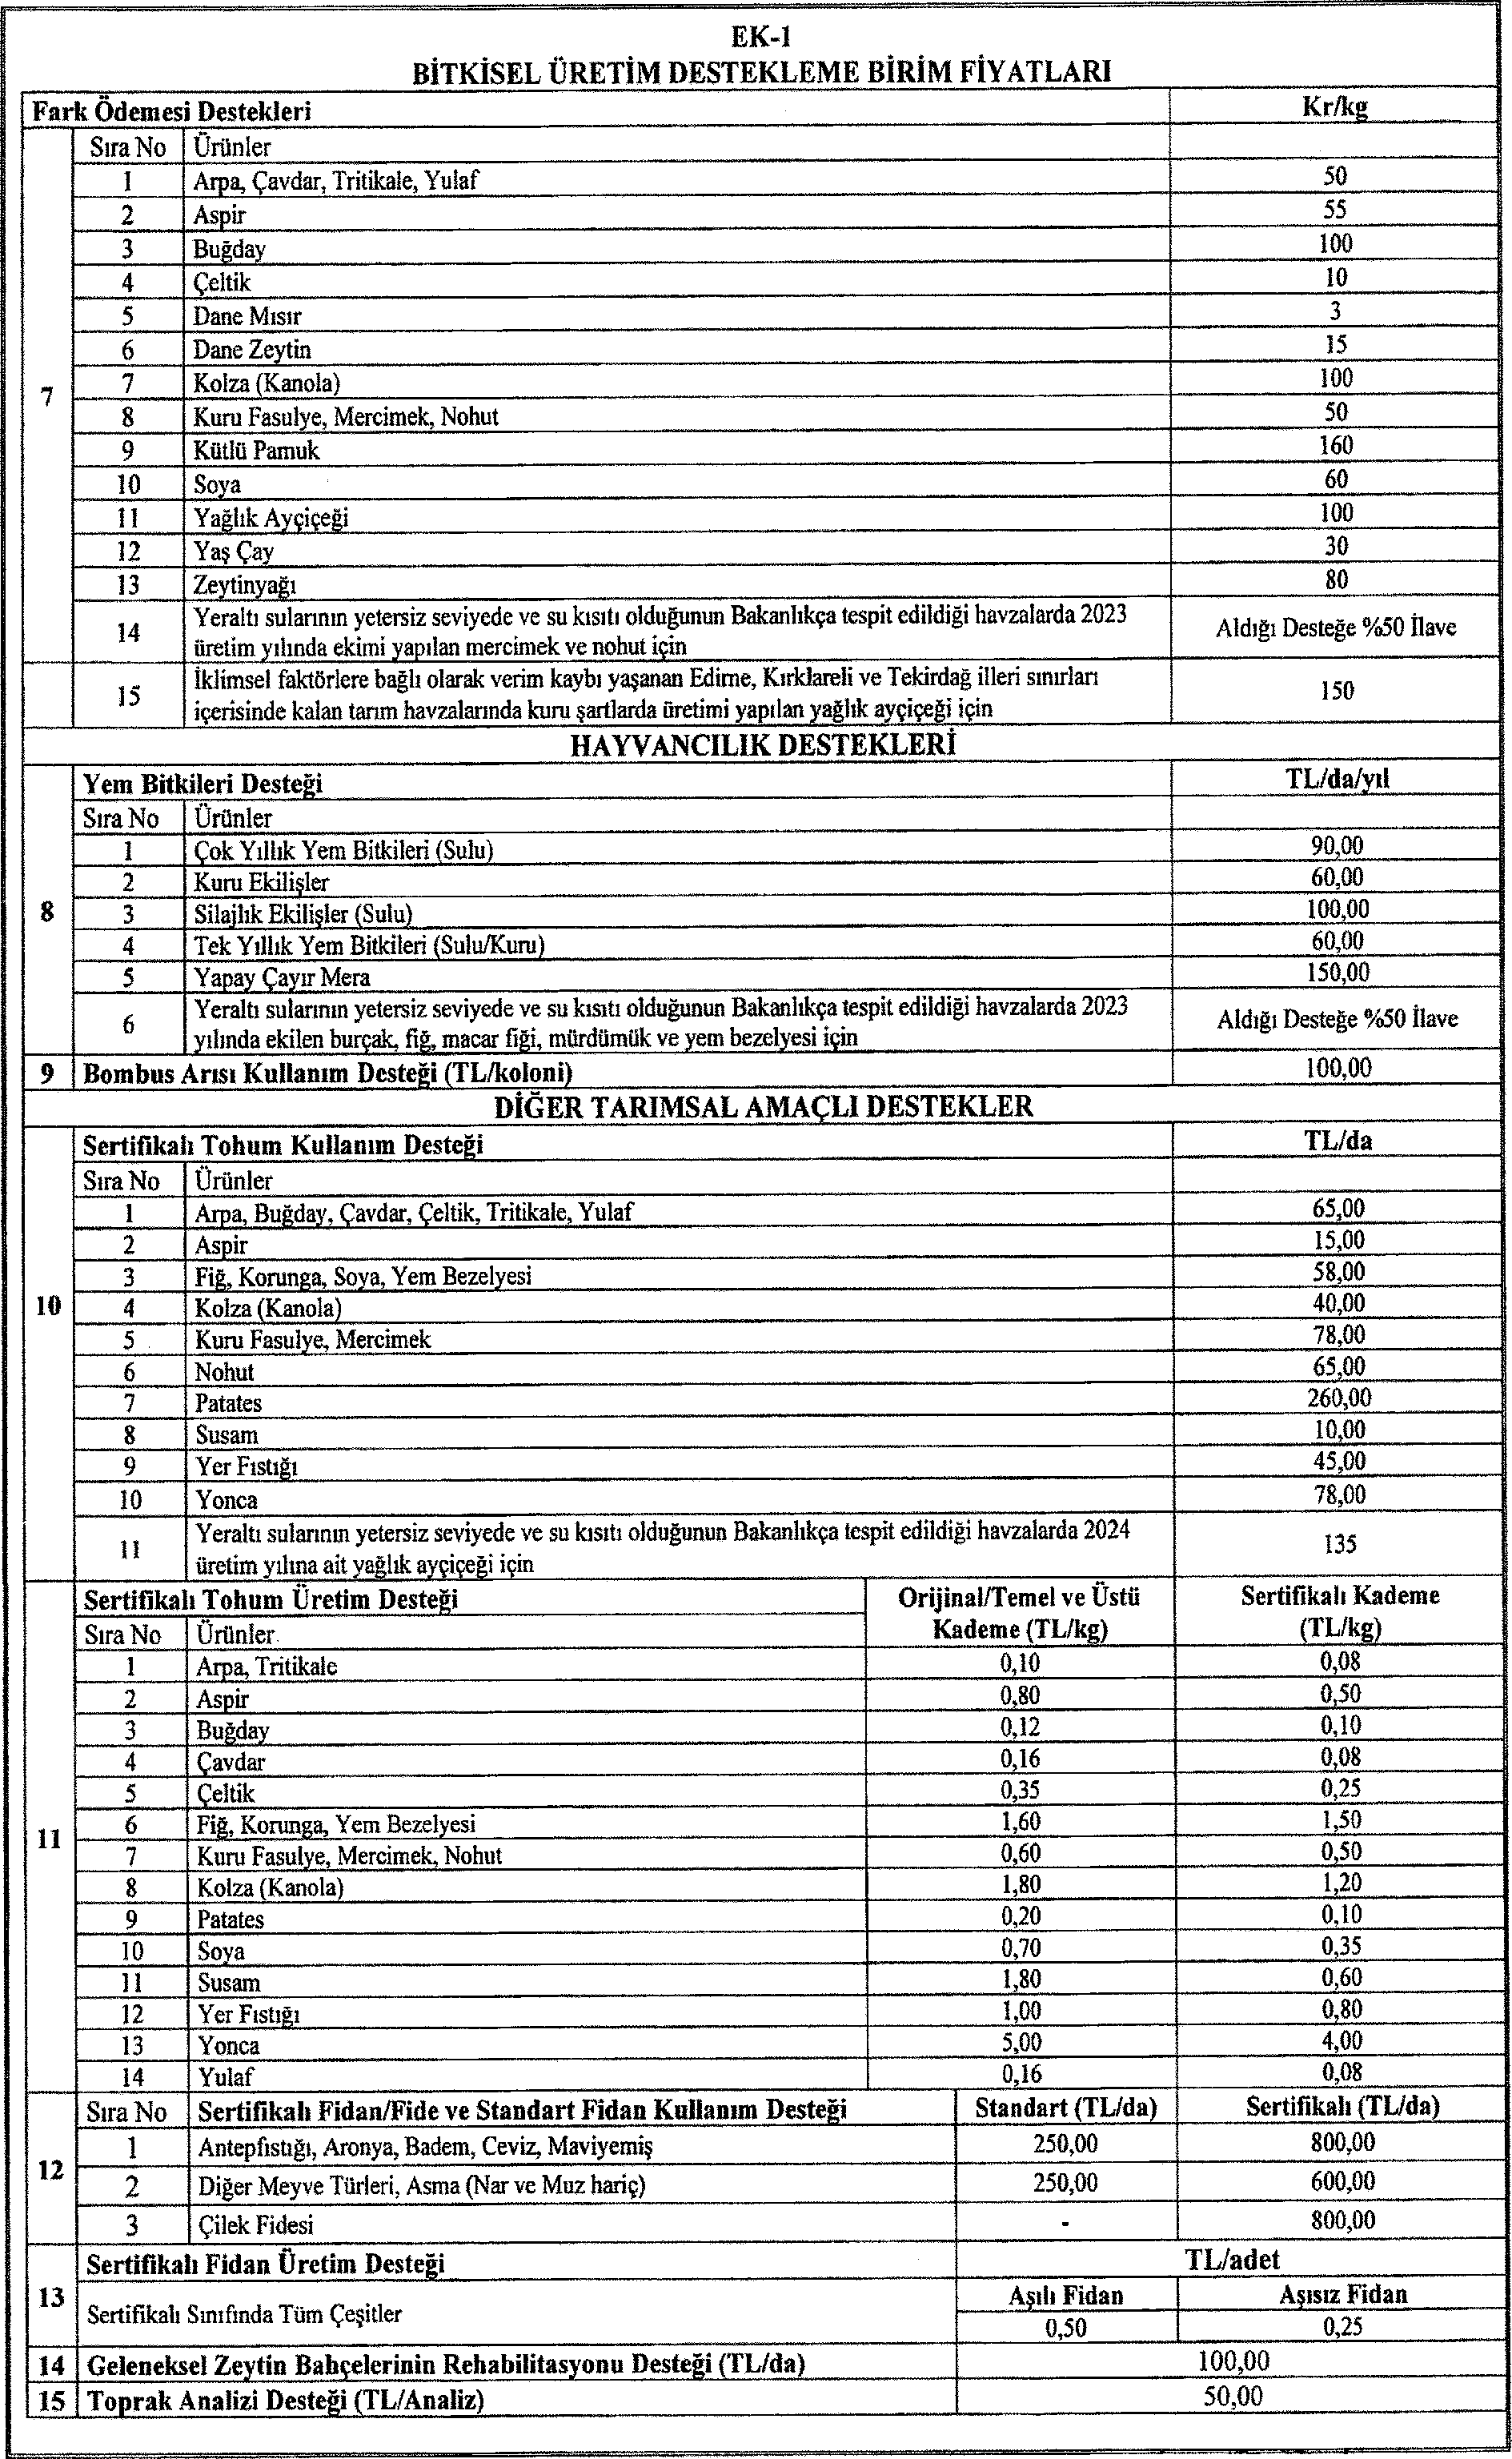 EK-1
BİTKİSEL ÜRETİM DESTEKLEME BİRİM FİYATLARI
Fark Ödemesi Destekleri Kr/kg
7
Sıra No Ürünler
1 Arpa, Çavdar, Tritikale, Yulaf 50
2 Aspir 55
3 Buğday 100
4 Çeltik 10
5 Dane Mısır 3
6 Dane Zeytin 15
7 Kolza (Kanola) 100
8 Kuru Fasulye, Mercimek, Nohut 50
9 Kütlü Pamuk 160
10 Soya 60
11 Yağlık Ayçiçeği 100
12 Yaş Çay 30
13 Zeytinyağı 80
14 Yeraltı sularının yetersiz seviyede ve su kısıtı olduğunun Bakanlıkça tespit edildiği havzalarda 2023
üretim yılında ekimi yapılan mercimek ve nohut için Aldığı Desteğe %50 İlave
15 İklimsel faktörlere bağlı olarak verim kaybı yaşanan Edirne, Kırklareli ve Tekirdağ illeri sınırları
içerisinde kalan tarım havzalarında kuru şartlarda üretimi yapılan yağlık ayçiçeği için 150
HAYVANCILIK DESTEKLERİ
8
Yem Bitkileri Desteği TL/da/yıl
Sıra No Ürünler
1 Çok Yıllık Yem Bitkileri (Sulu) 90,00
2 Kuru Ekilişler 60,00
3 Silajlık Ekilişler (Sulu) 100,00
4 Tek Yıllık Yem Bitkileri (Sulu/Kuru) 60,00
5 Yapay Çayır Mera 150,00
6 Yeraltı sularının yetersiz seviyede ve su kısıtı olduğunun Bakanlıkça tespit edildiği havzalarda 2023
yılında ekilen burçak, fiğ, macar fiği, mürdümük ve yem bezelyesi için Aldığı Desteğe %50 İlave
9 Bombus Arısı Kullanım Desteği (TL/koloni) 100,00
DİĞER TARIMSAL AMAÇLI DESTEKLER
10
Sertifikalı Tohum Kullanım Desteği TL/da
Sıra No Ürünler
1 Arpa, Buğday, Çavdar, Çeltik, Tritikale, Yulaf 65,00
2 Aspir 15,00
3 Fiğ, Korunga, Soya, Yem Bezelyesi 58,00
4 Kolza (Kanola) 40,00
5 Kuru Fasulye, Mercimek 78,00
6 Nohut 65,00
7 Patates 260,00
8 Susam 10,00
9 Yer Fıstığı 45,00
10 Yonca 78,00
11 Yeraltı sularının yetersiz seviyede ve su kısıtı olduğunun Bakanlıkça tespit edildiği havzalarda 2024
üretim yılına ait yağlık ayçiçeği için 135
11
Sertifikalı Tohum Üretim Desteği Orijinal/Temel ve Üstü Sertifikalı Kademe
Sıra No Ürünler Kademe (TL/kg) (TL/kg)
1 Arpa, Tritikale 0,10 0,08
2 Aspir 0,80 0,50
3 Buğday 0,12 0,10
4 Çavdar 0,16 0,08
5 Çeltik 0,35 0,25
6 Fiğ, Korunga, Yem Bezelyesi 1,60 1,50
7 Kuru Fasulye, Mercimek, Nohut 0,60 0,50
8 Kolza (Kanola) 1,80 1,20
9 Patates 0,20 0,10
10 Soya 0,70 0,35
11 Susam 1,80 0,60
12 Yer Fıstığı 1,00 0,80
13 Yonca 5,00 4,00
14 Yulaf 0,16 0,08
12
Sıra No Sertifikalı Fidan/Fide ve Standart Fidan Kullanım Desteği Standart (TL/da) Sertifikalı (TL/da)
1 Antepfıstığı, Aronya, Badem, Ceviz, Maviyemiş 250,00 800,00
2 Diğer Meyve Türleri, Asma (Nar ve Muz hariç) 250,00 600,00
3 Çilek Fidesi - 800,00
13
Sertifikalı Fidan Üretim Desteği TL/adet
Aşılı Fidan Aşısız Fidan
Sertifikalı Sınıfında Tüm Çeşitler 0,50 0,25
14 Geleneksel Zeytin Bahçelerinin Rehabilitasyonu Desteği (TL/da) 100,00
15 Toprak Analizi Desteği (TL/Analiz) 50,00